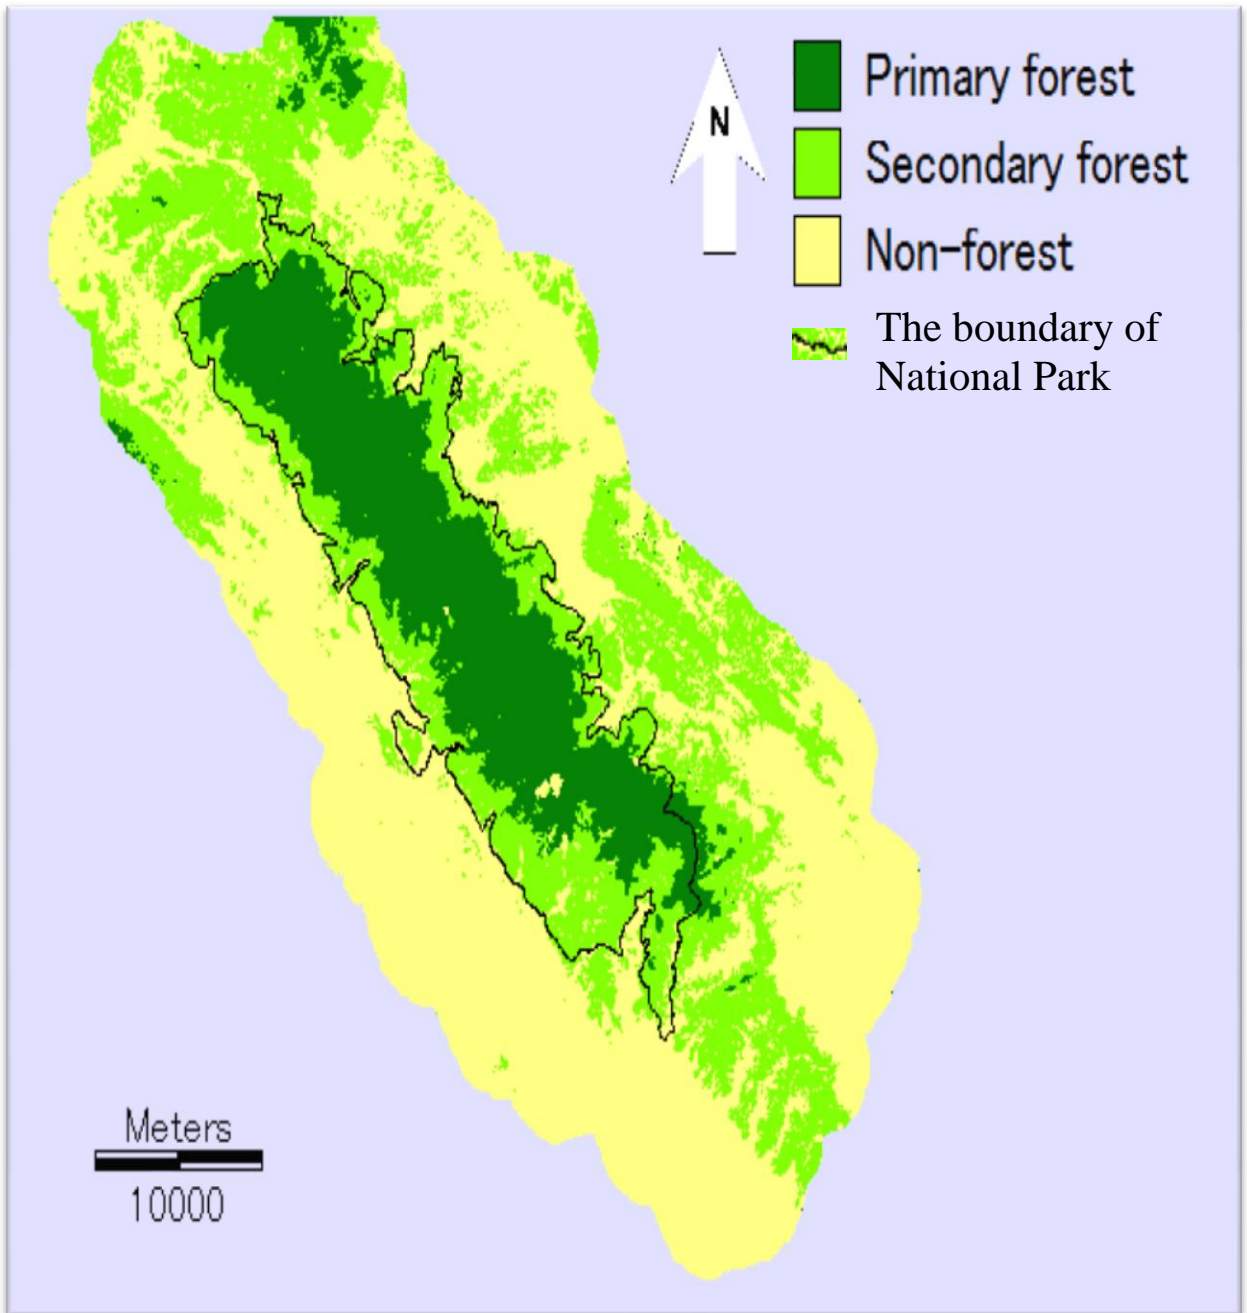 N
Primary forest
Secondary forest
Non-forest
The boundary of
National Park
Meters
10000